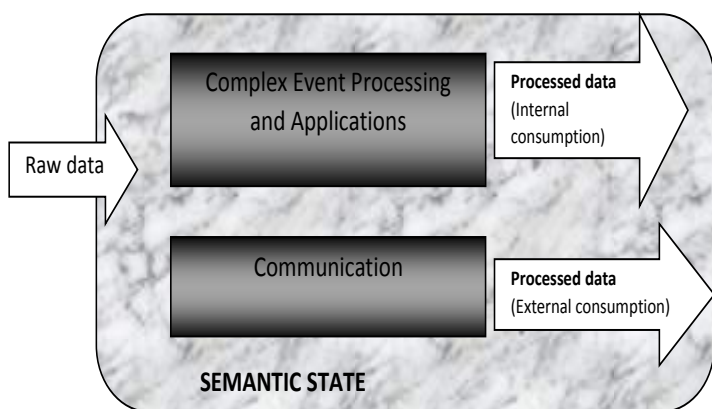 Complex Event Processing
and Applications
Processed data
(Internal
consumption)
Raw data
Communication
Processed data
(External consumption)
SEMANTIC STATE